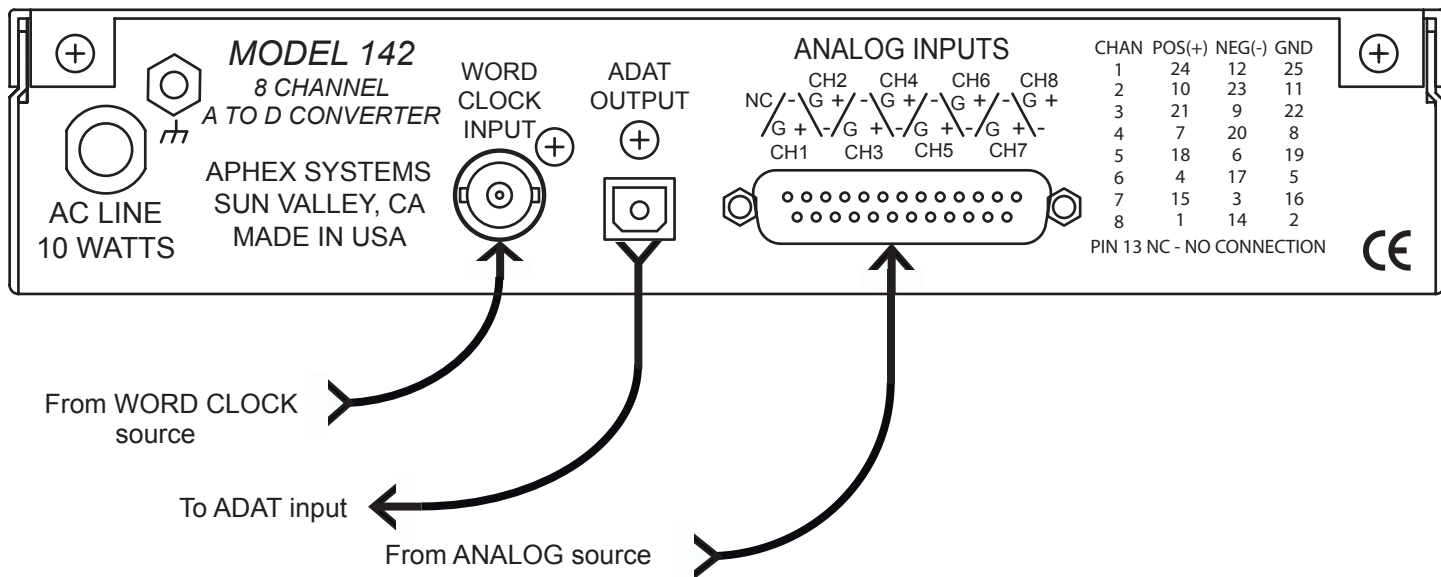 MODEL 142
8 CHANNEL
A TO D CONVERTER
APHEX SYSTEMS
SUN VALLEY, CA
MADE IN USA
AC LINE
10 WATTS
WORD
CLOCK
INPUT
ADAT
OUTPUT
ANALOG INPUTS
CH2 CH4 CH6 CH8
NC/-\G +/-\G +/-\G +/-\G +
/G +\-/G +\-/G +\-/G +\-
CH1 CH3 CH5 CH7
CHAN POS(+) NEG(-) GND
1 24 12 25
2 10 23 11
3 21 9 22
4 7 20 8
5 18 6 19
6 4 17 5
7 15 3 16
8 1 14 2
PIN 13 NC - NO CONNECTION
CE
From WORD CLOCK
source
To ADAT input
From ANALOG source